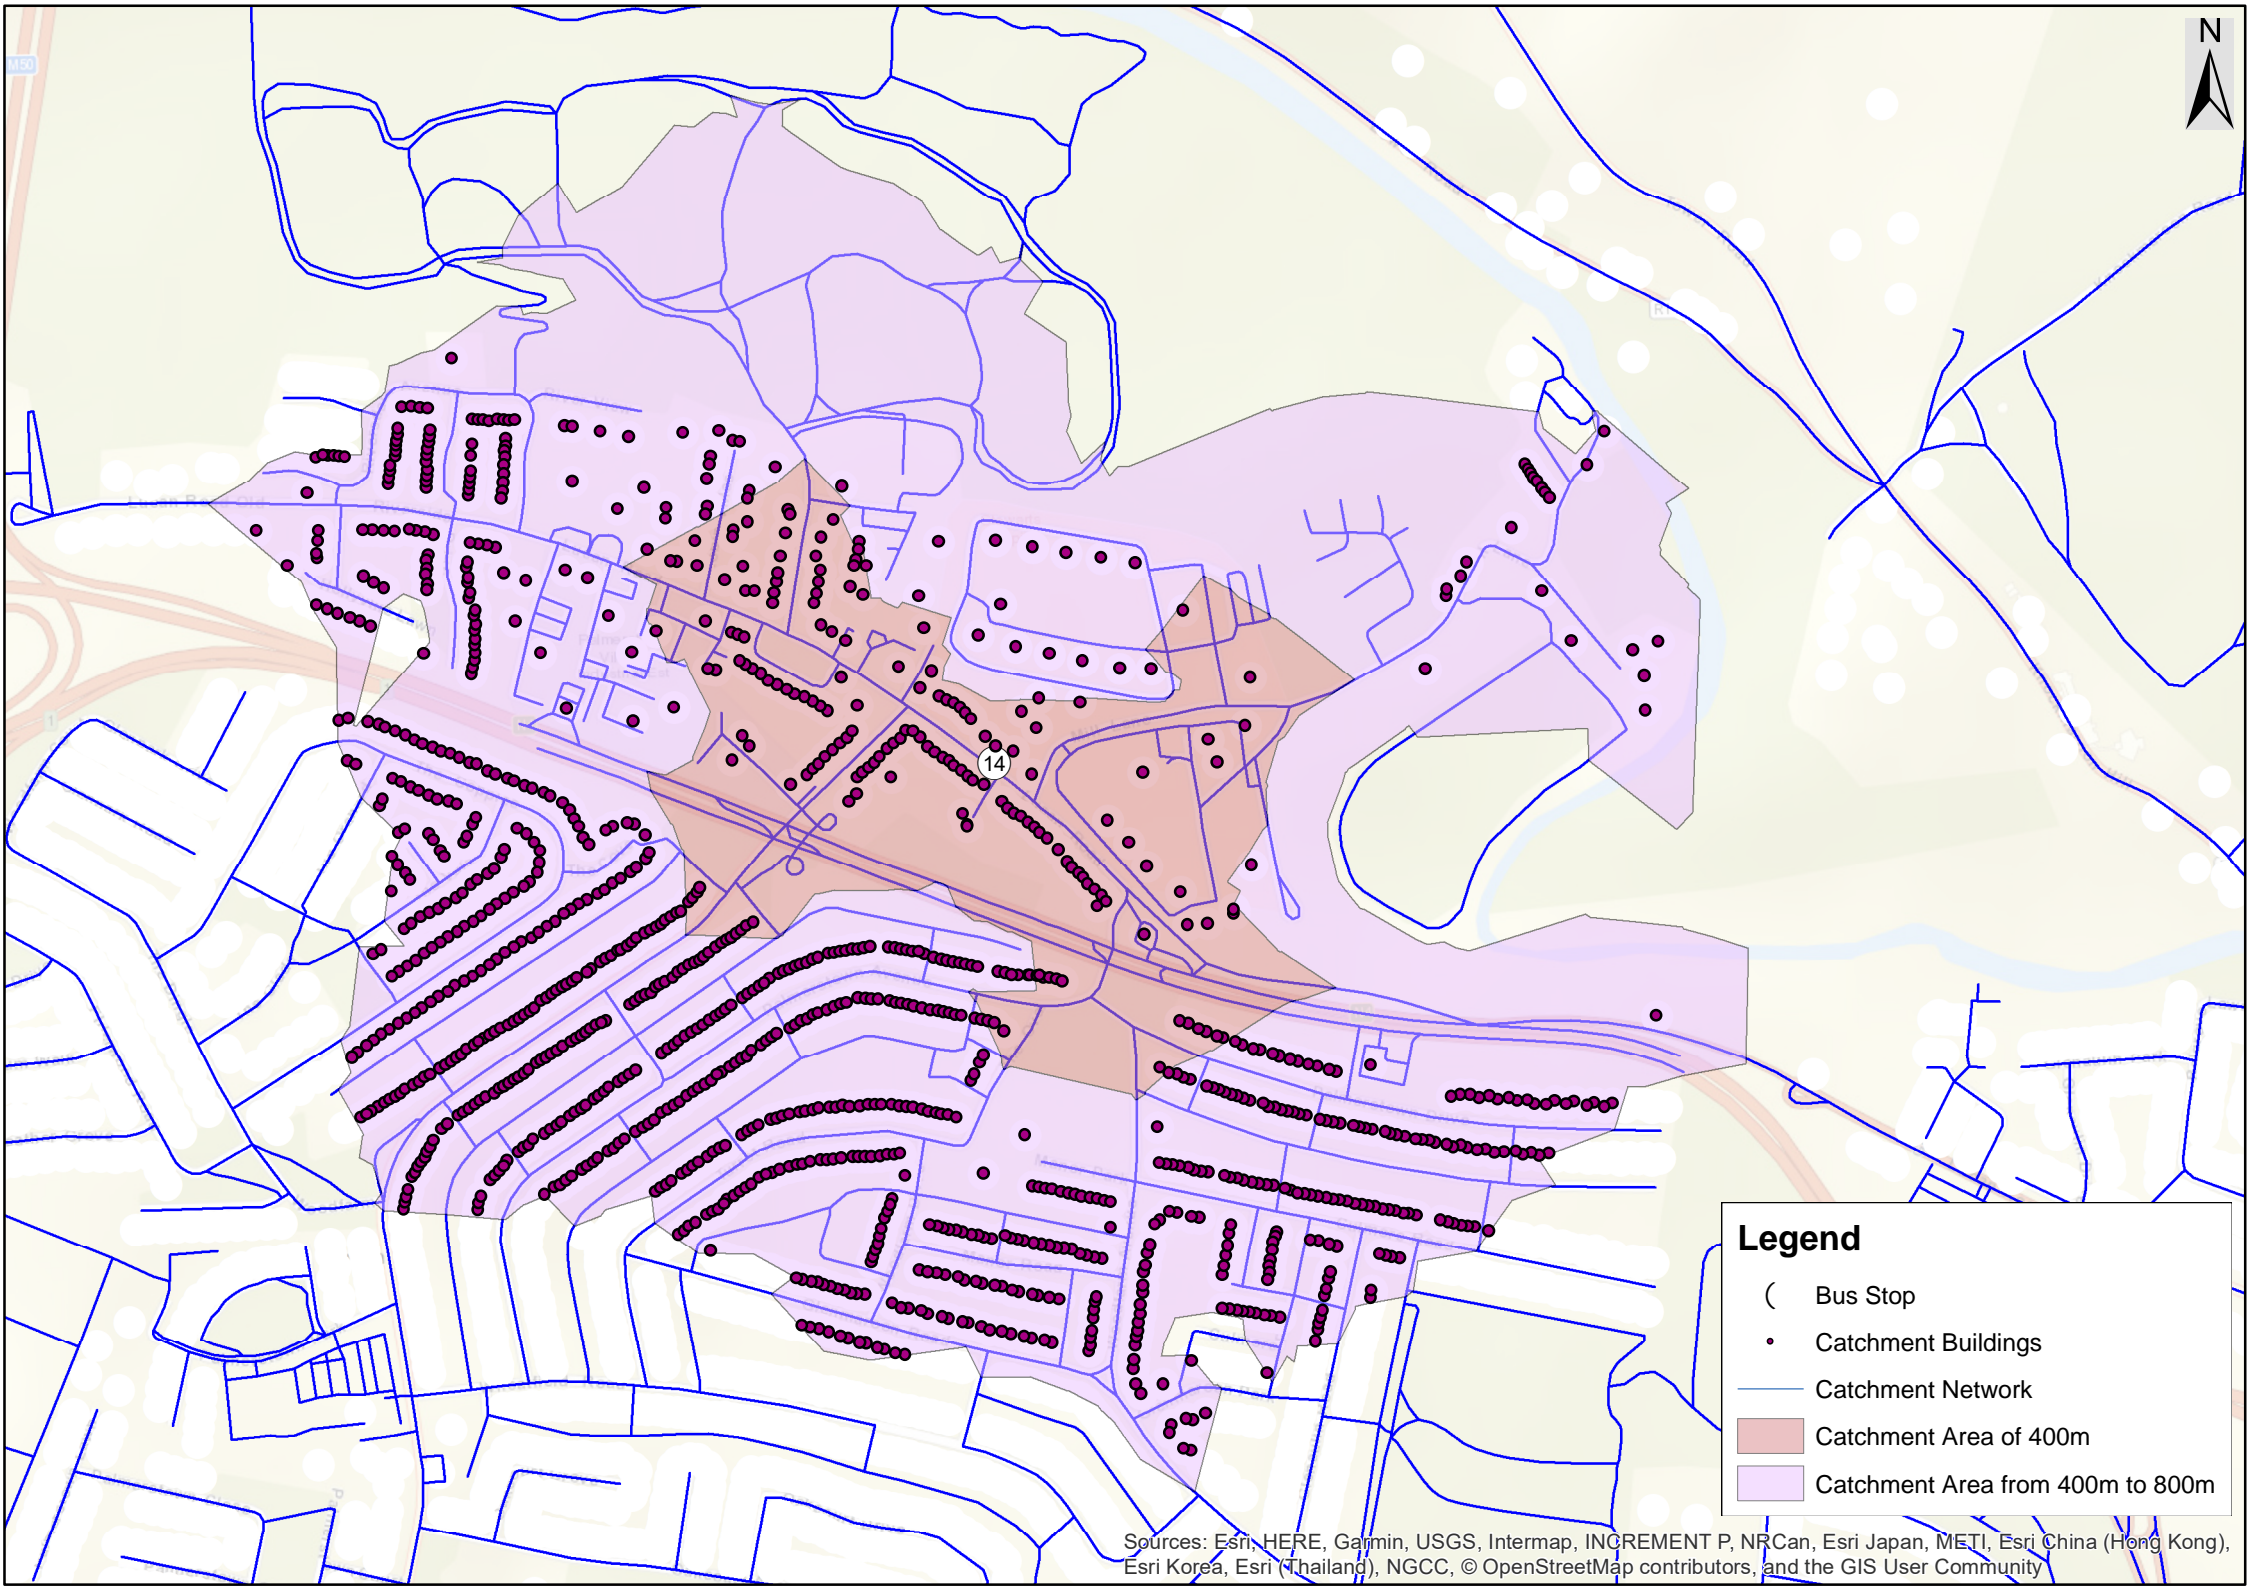 N
M50
14
Legend
( Bus Stop
Catchment Buildings
Catchment Network
Catchment Area of 400m
Catchment Area from 400m to 800m
Sources: Esri, HERE, Garmin, USGS, Intermap, INCREMENT P, NRCan, Esri Japan, METI, Esri China (Hong Kong),
Esri Korea, Esri (Thailand), NGCC, © OpenStreetMap contributors, and the GIS User Community